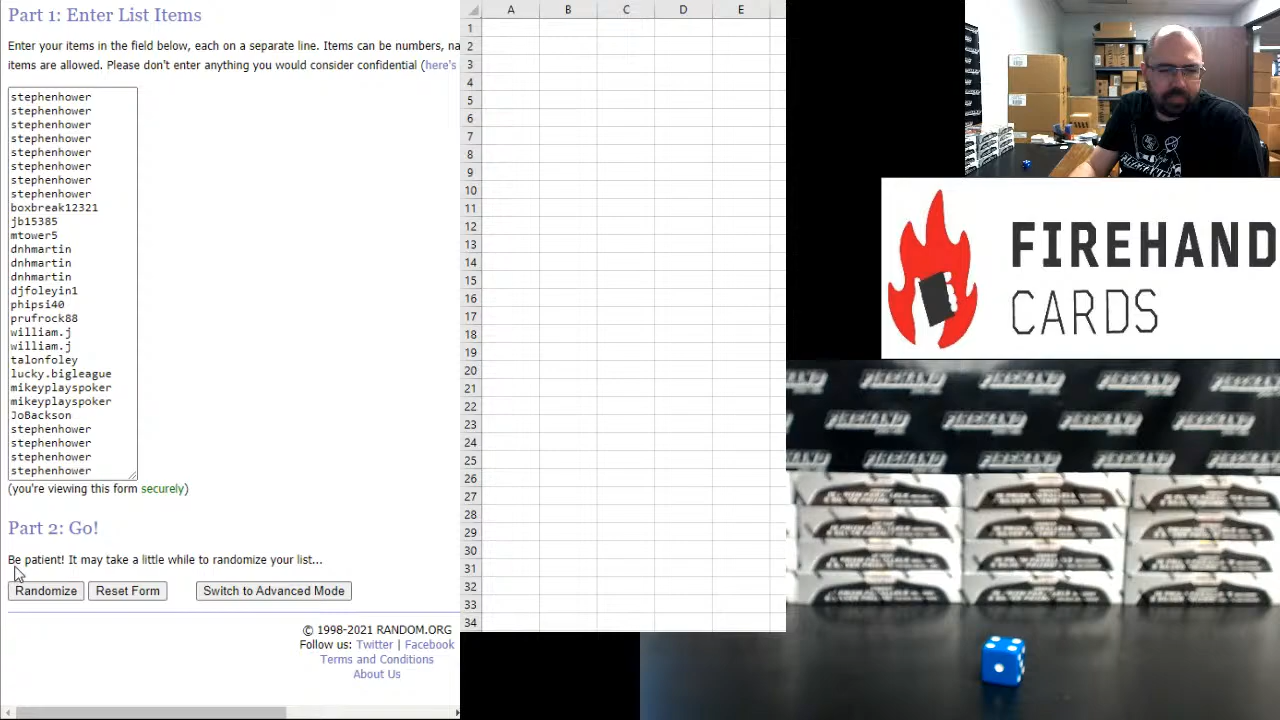 Part 1: Enter List Items
Enter your items in the field below, each on a separate line. Items can be numbers, na
items are allowed. Please don't enter anything you would consider confidential (here's
stephenhower
stephenhower
stephenhower
stephenhower
stephenhower
stephenhower
stephenhower
stephenhower
boxbreak12321
jb15385
mtower5
dnhmartin
dnhmartin
dnhmartin
djfoleyin1
phipsi40
prufrock88
william.j
william.j
talonfoley
lucky.bigleague
mikeyplayspoker
mikeyplayspoker
JoBackson
stephenhower
stephenhower
stephenhower
stephenhower
(you're viewing this form securely)
Part 2: Go!
Be patient! It may take a little while to randomize your list...
Randomize Reset Form Switch to Advanced Mode
© 1998-2021 RANDOM.ORG
Follow us: Twitter | Facebook
Terms and Conditions
About Us
A B C D E
1
2
3
4
5
6
7
8
9
10
11
12
13
14
15
16
17
18
19
20
21
22
23
24
25
26
27
28
29
30
31
32
33
34
FIREHAND
CARDS